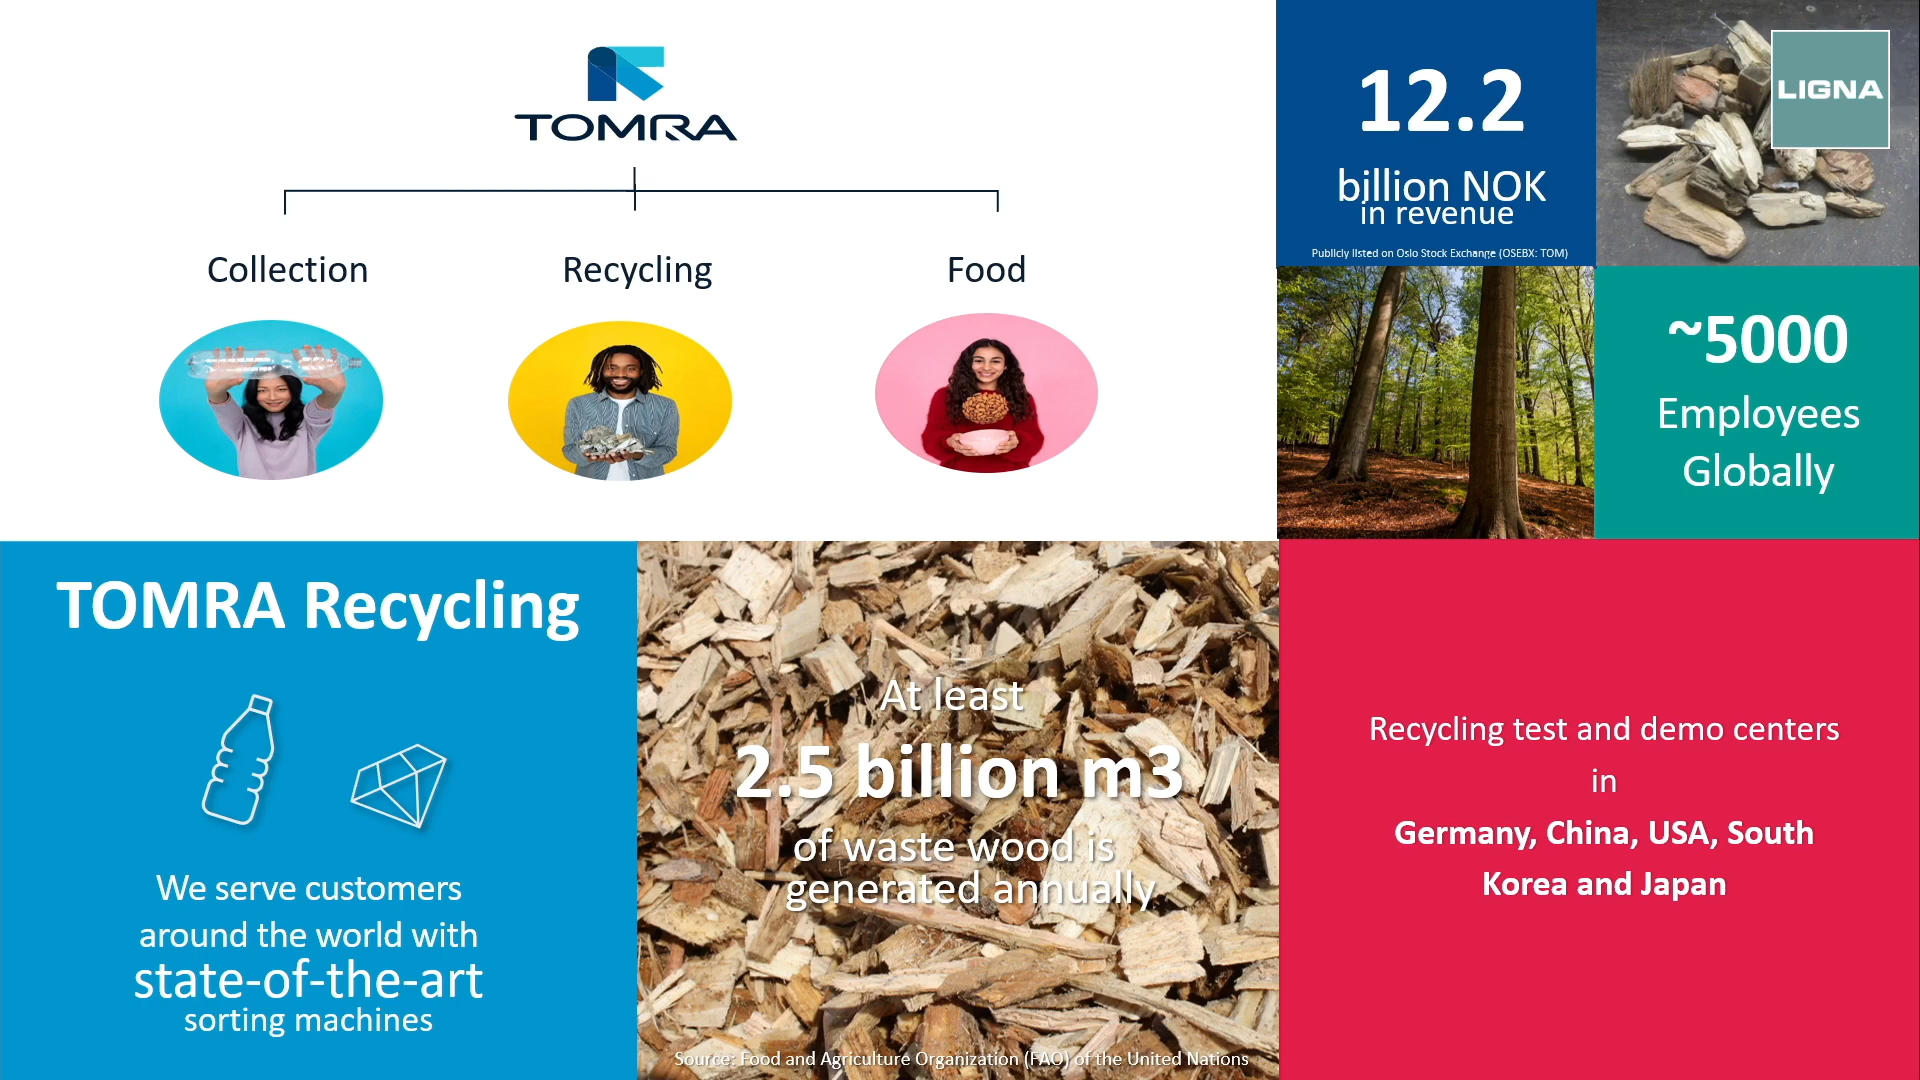 TOMRA
Collection
Recycling
Food
12.2
billion NOK
in revenue
Publicly listed on Oslo Stock Exchange (OSEBX: TOM)
LIGNA
~5000
Employees
Globally
TOMRA Recycling
We serve customers
around the world with
state-of-the-art
sorting machines
At least
2.5 billion m3
of waste wood is
generated annually
Source: Food and Agriculture Organization (FAO) of the United Nations
Recycling test and demo centers
in
Germany, China, USA, South
Korea and Japan